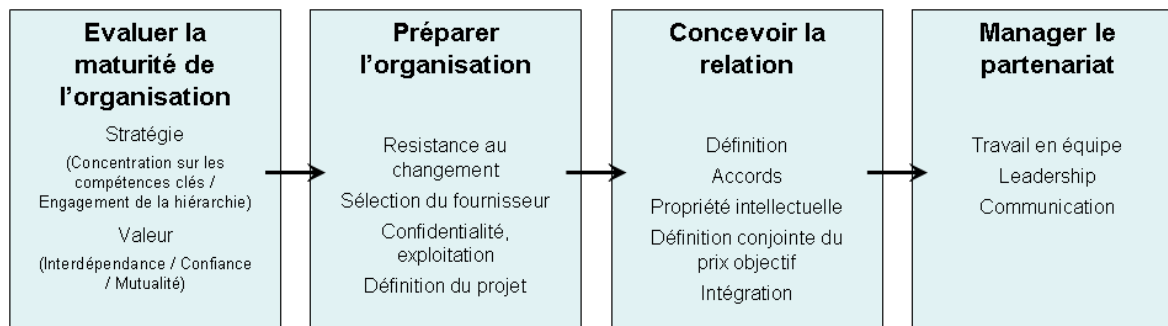 Evaluer la
maturité de
l'organisation
Stratégie
(Concentration sur les
compétences clés /
Engagement de la hiérarchie)
Valeur
(Interdépendance / Confiance
/ Mutualité)
Préparer
l'organisation
Resistance au
changement
Sélection du fournisseur
Confidentialité,
exploitation
Définition du projet
Concevoir la
relation
Définition
Accords
Propriété intellectuelle
Définition conjointe du
prix objectif
Intégration
Manager le
partenariat
Travail en équipe
Leadership
Communication